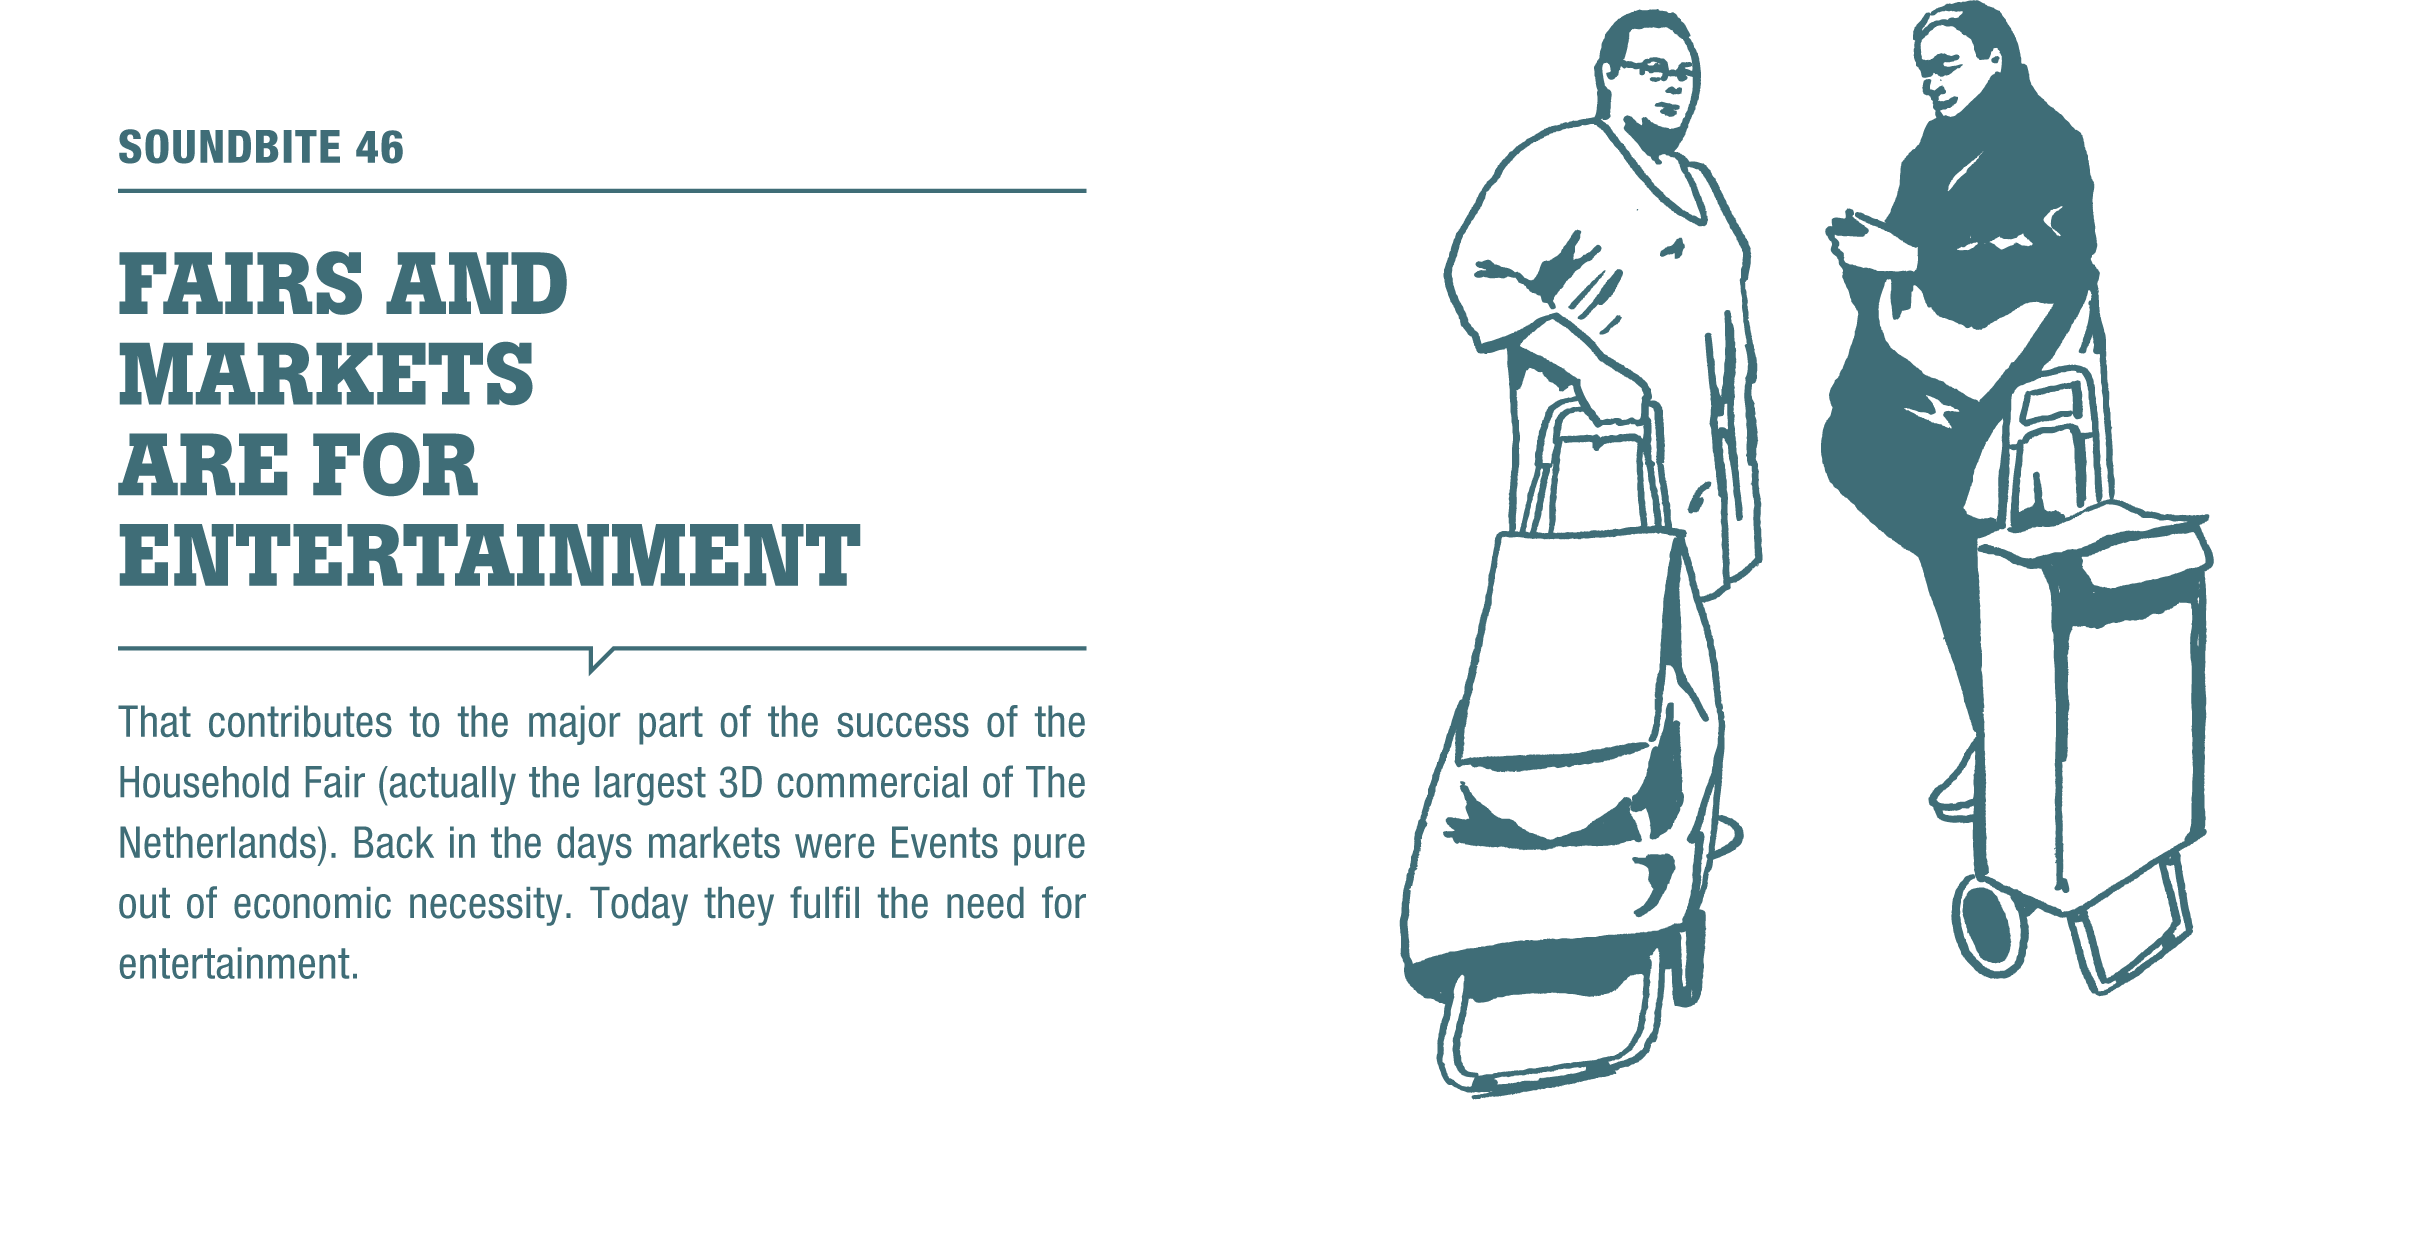 SOUNDBITE 46
FAIRS AND
MARKETS
ARE FOR
ENTERTAINMENT
That contributes to the major part of the success of the
Household Fair (actually the largest 3D commercial of The
Netherlands). Back in the days markets were Events pure
out of economic necessity. Today they fulfil the need for
entertainment.